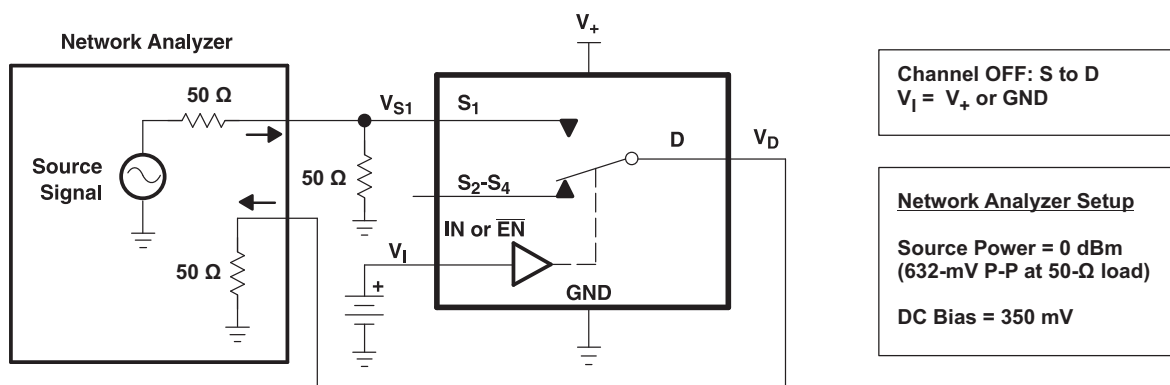 Network Analyzer
50 Ω
Source
Signal
50 Ω
50 Ω
V+
VS1
S1
D
VD
S2-S4
IN or E̅N̅
VI
+
GND
Channel OFF: S to D
VI = V+ or GND
Network Analyzer Setup
Source Power = 0 dBm
(632-mV P-P at 50-Ω load)
DC Bias = 350 mV